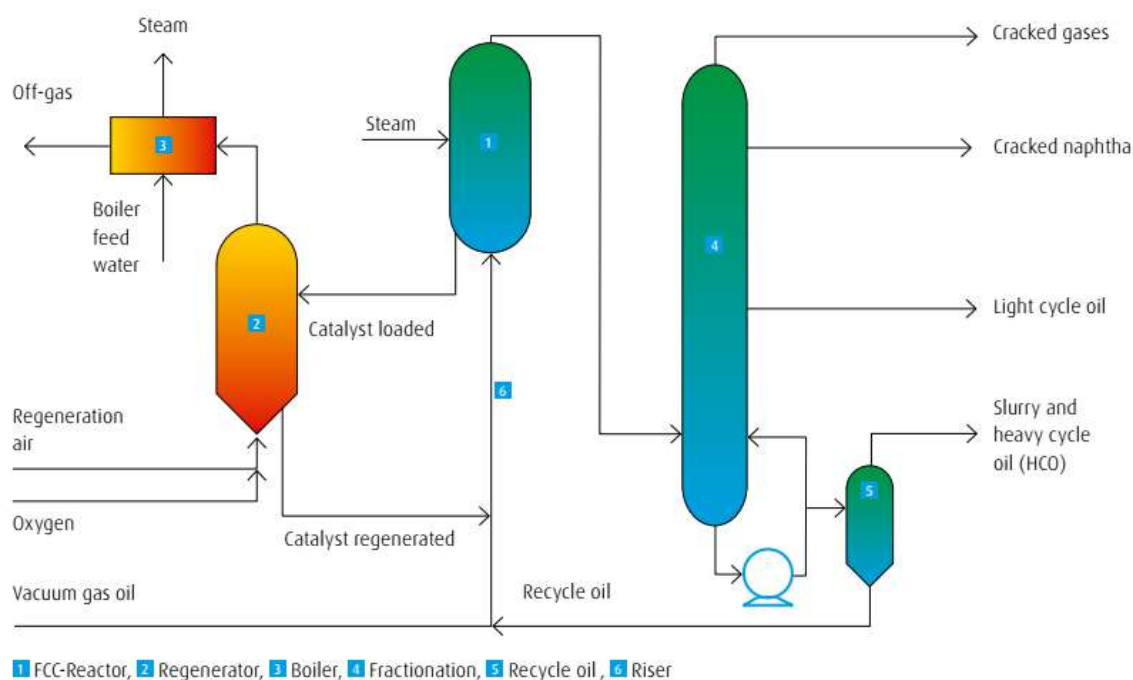 Steam
Cracked gases
Off-gas
3
Steam
1
Cracked naphtha
Boiler
feed
water
4
2
Catalyst loaded
Light cycle oil
6
Regeneration
air
Slurry and
heavy cycle
oil (HCO)
5
Oxygen
Catalyst regenerated
Vacuum gas oil
Recycle oil
1 FCC-Reactor, 2 Regenerator, 3 Boiler, 4 Fractionation, 5 Recycle oil , 6 Riser